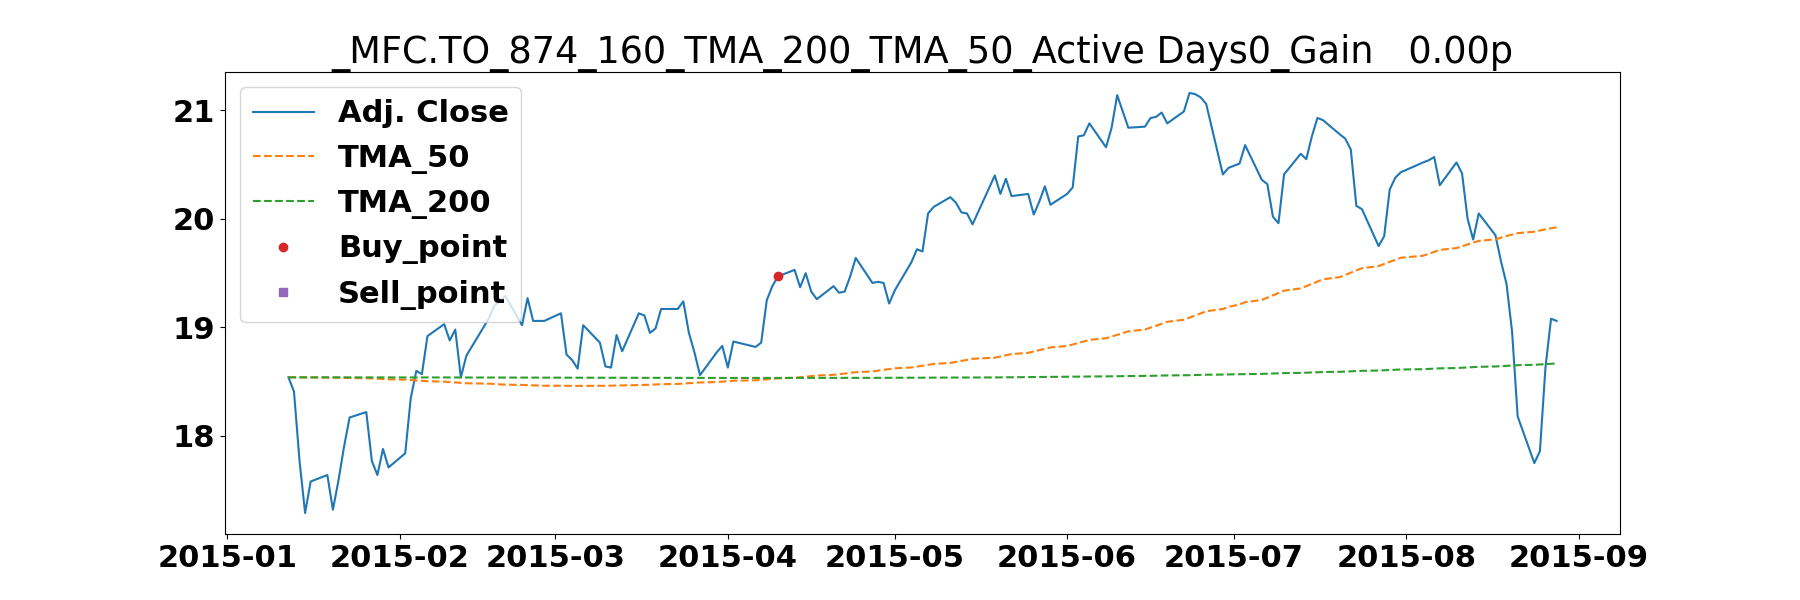 _MFC.TO_874_160_TMA_200_TMA_50_Active Days0_Gain   0.00p
Adj. Close
TMA_50
TMA_200
Buy_point
Sell_point
21
20
19
18
2015-01 2015-02 2015-03 2015-04 2015-05 2015-06 2015-07 2015-08 2015-09